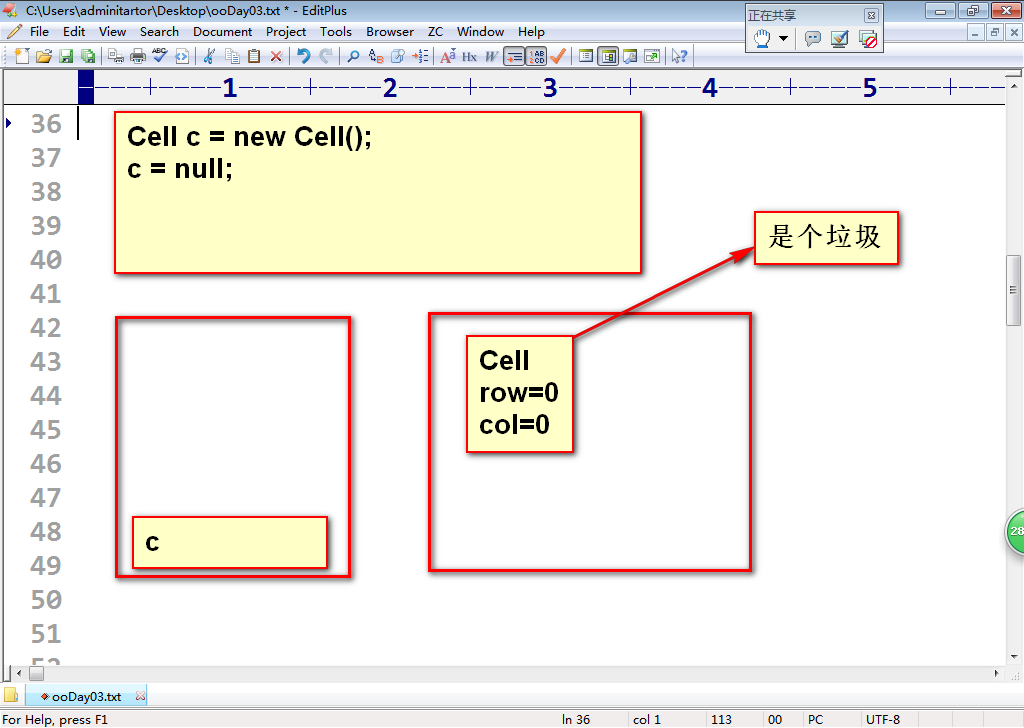 C:\Users\adminitartor\Desktop\ooDay03.txt * - EditPlus
正在共享
File Edit View Search Document Project Tools Browser ZC Window Help
1 2 3 4 5
36
37
38
39
40
41
42
43
44
45
46
47
48
49
50
51
52
Cell c = new Cell();
c = null;
是个垃圾
Cell
row=0
col=0
c
28
ooDay03.txt
For Help, press F1 ln 36 col 1 113 00 PC UTF-8